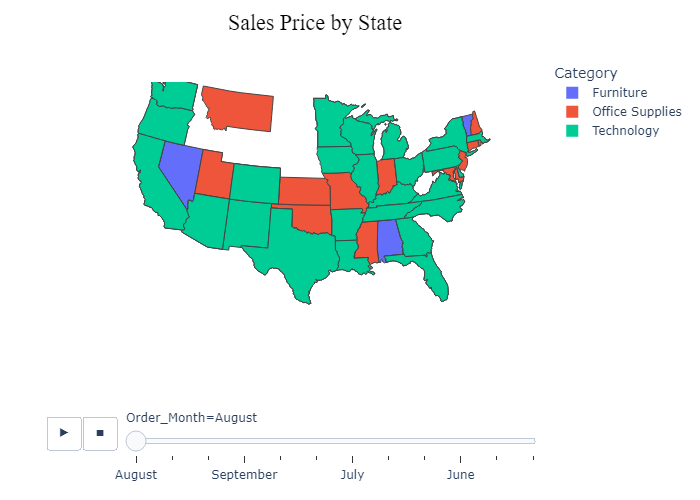 Sales Price by State
Category
Furniture
Office Supplies
Technology
Order_Month=August
August
September
July
June